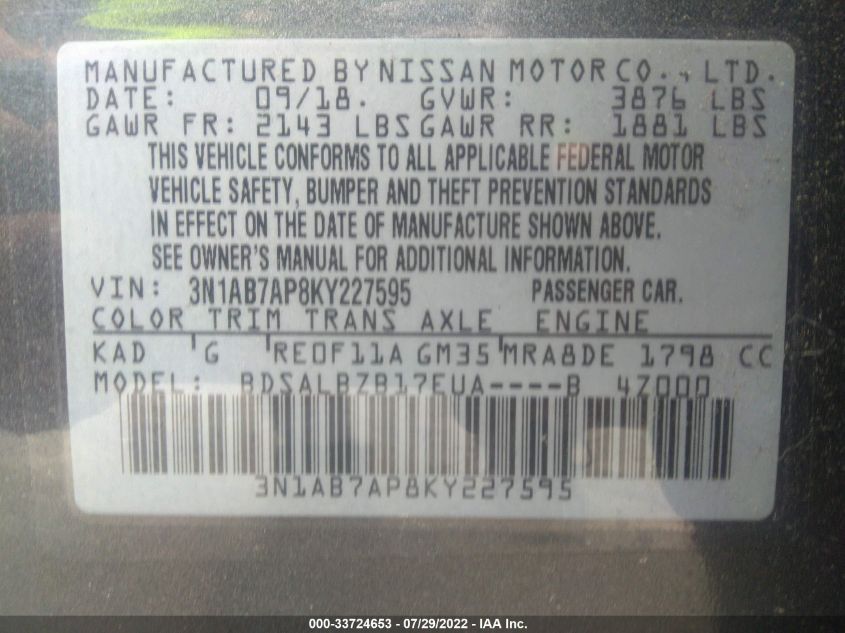 MANUFACTURED BY NISSAN MOTOR CO., LTD.
DATE: 09/18. GVWR: 3876 LBS
GAWR FR: 2143 LBS GAWR RR: 1881 LBS
THIS VEHICLE CONFORMS TO ALL APPLICABLE FEDERAL MOTOR
VEHICLE SAFETY, BUMPER AND THEFT PREVENTION STANDARDS
IN EFFECT ON THE DATE OF MANUFACTURE SHOWN ABOVE.
SEE OWNER'S MANUAL FOR ADDITIONAL INFORMATION.
VIN: 3N1AB7AP8KY227595 PASSENGER CAR.
COLOR TRIM TRANS AXLE ENGINE
KAD G RE0F11A GM35 MRA8DE 1798 CC
MODEL: BDSALBZB17EUA----B 4Z000
3N1AB7AP8KY227595
000-33724653 - 07/29/2022 - IAA Inc.